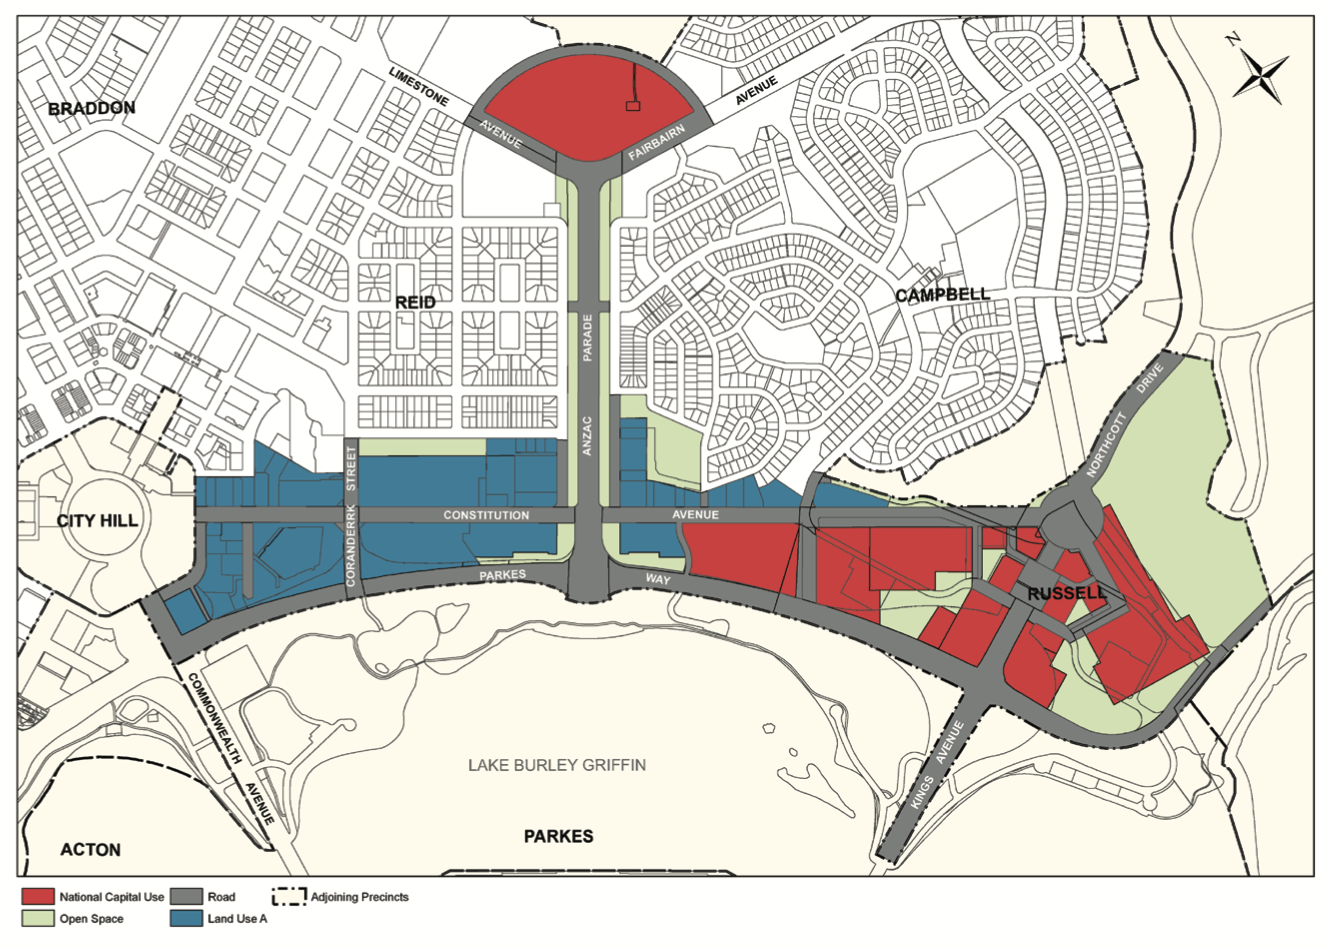 N
LIMESTONE
AVENUE
BRADDON
AVENUE
FAIRBAIRN
REID
CAMPBELL
ANZAC PARADE
NORTHCOTT DRIVE
CORANDERRK STREET
CITY HILL
CONSTITUTION
AVENUE
PARKES
WAY
RUSSELL
COMMONWEALTH AVENUE
KINGS AVENUE
LAKE BURLEY GRIFFIN
PARKES
ACTON
National Capital Use
Road
Adjoining Precincts
Open Space
Land Use A